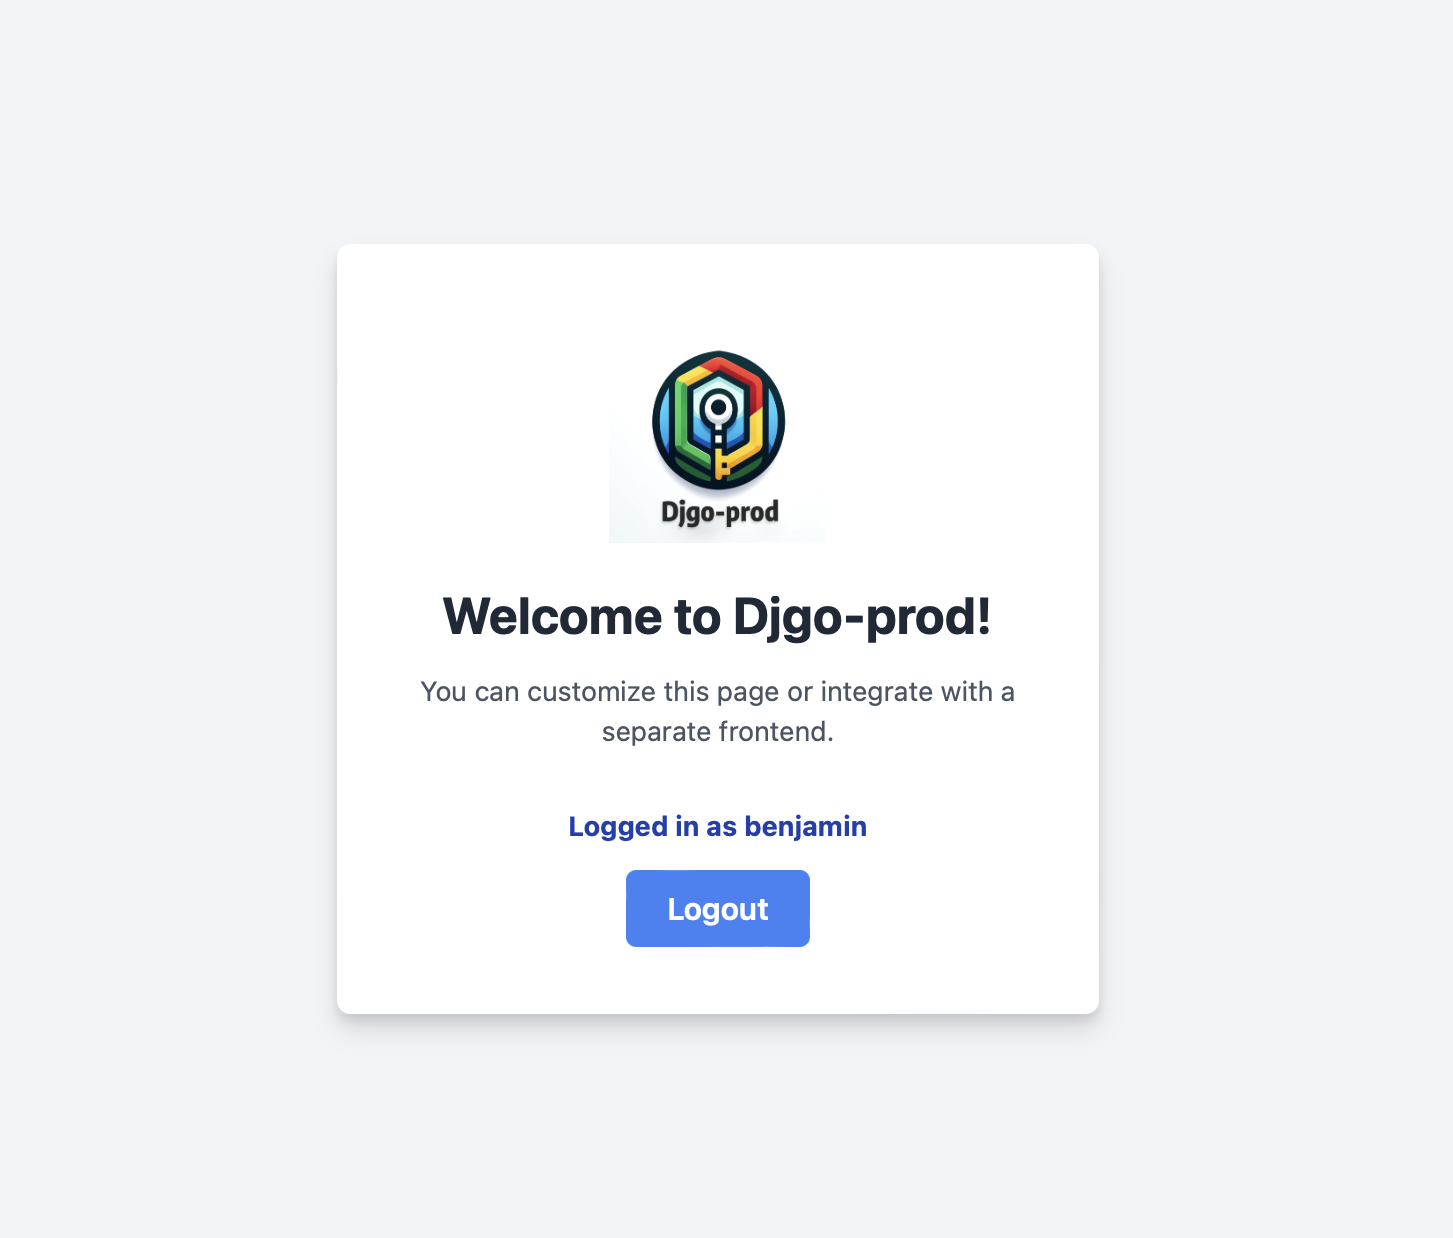 Djgo-prod
Welcome to Djgo-prod!
You can customize this page or integrate with a
separate frontend.
Logged in as benjamin
Logout